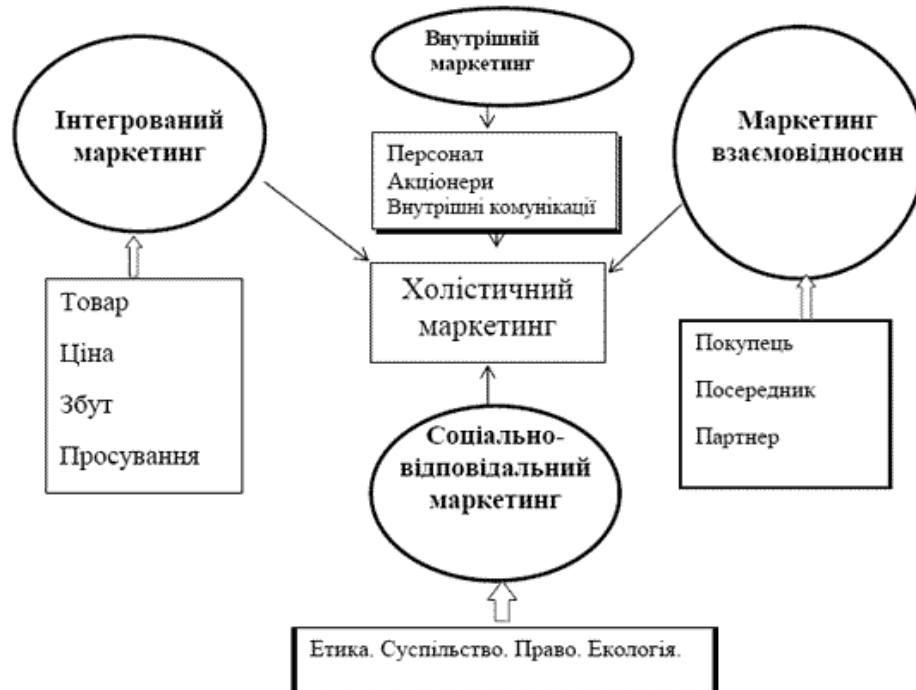 Внутрішній
маркетинг
Інтегрований
маркетинг
Маркетинг
взаємовідносин
Персонал
Акціонери
Внутрішні комунікації
Холістичний
маркетинг
Товар
Ціна
Збут
Просування
Покупець
Посередник
Партнер
Соціально-
відповідальний
маркетинг
Етика. Суспільство. Право. Екологія.